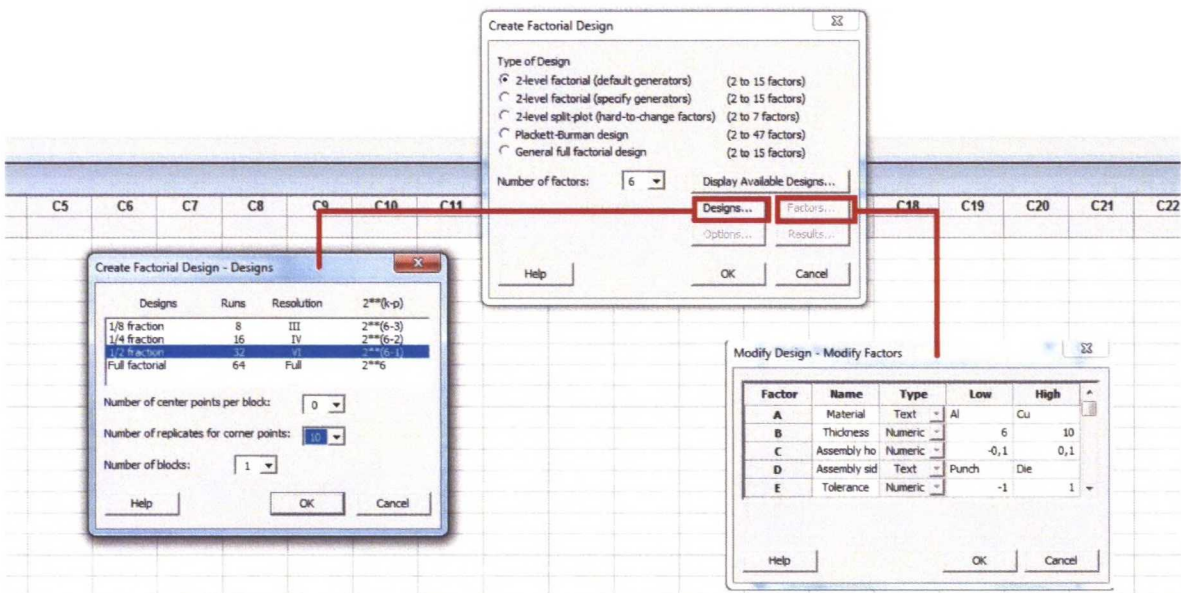 Create Factorial Design
Type of Design
2-level factorial (default generators) (2 to 15 factors)
2-level factorial (specify generators) (2 to 15 factors)
2-level split-plot (hard-to-change factors) (2 to 7 factors)
Plackett-Burman design (2 to 47 factors)
General full factorial design (2 to 15 factors)
Number of factors: 6 Display Available Designs...
Designs... Factors...
Options... Results...
Help OK Cancel
C5 C6 C7 C8 C9 C10 C11 C18 C19 C20 C21 C22
Create Factorial Design - Designs
Designs Runs Resolution 2**(k-p)
1/8 fraction 8 III 2**(6-3)
1/4 fraction 16 IV 2**(6-2)
1/2 fraction 32 VI 2**(6-1)
Full factorial 64 Full 2**6
Number of center points per block: 0
Number of replicates for corner points: 10
Number of blocks: 1
Help OK Cancel
Modify Design - Modify Factors
Factor Name Type Low High
A Material Text Al Cu
B Thickness Numeric 6 10
C Assembly ho Numeric -0,1 0,1
D Assembly sid Text Punch Die
E Tolerance Numeric -1 1
Help OK Cancel